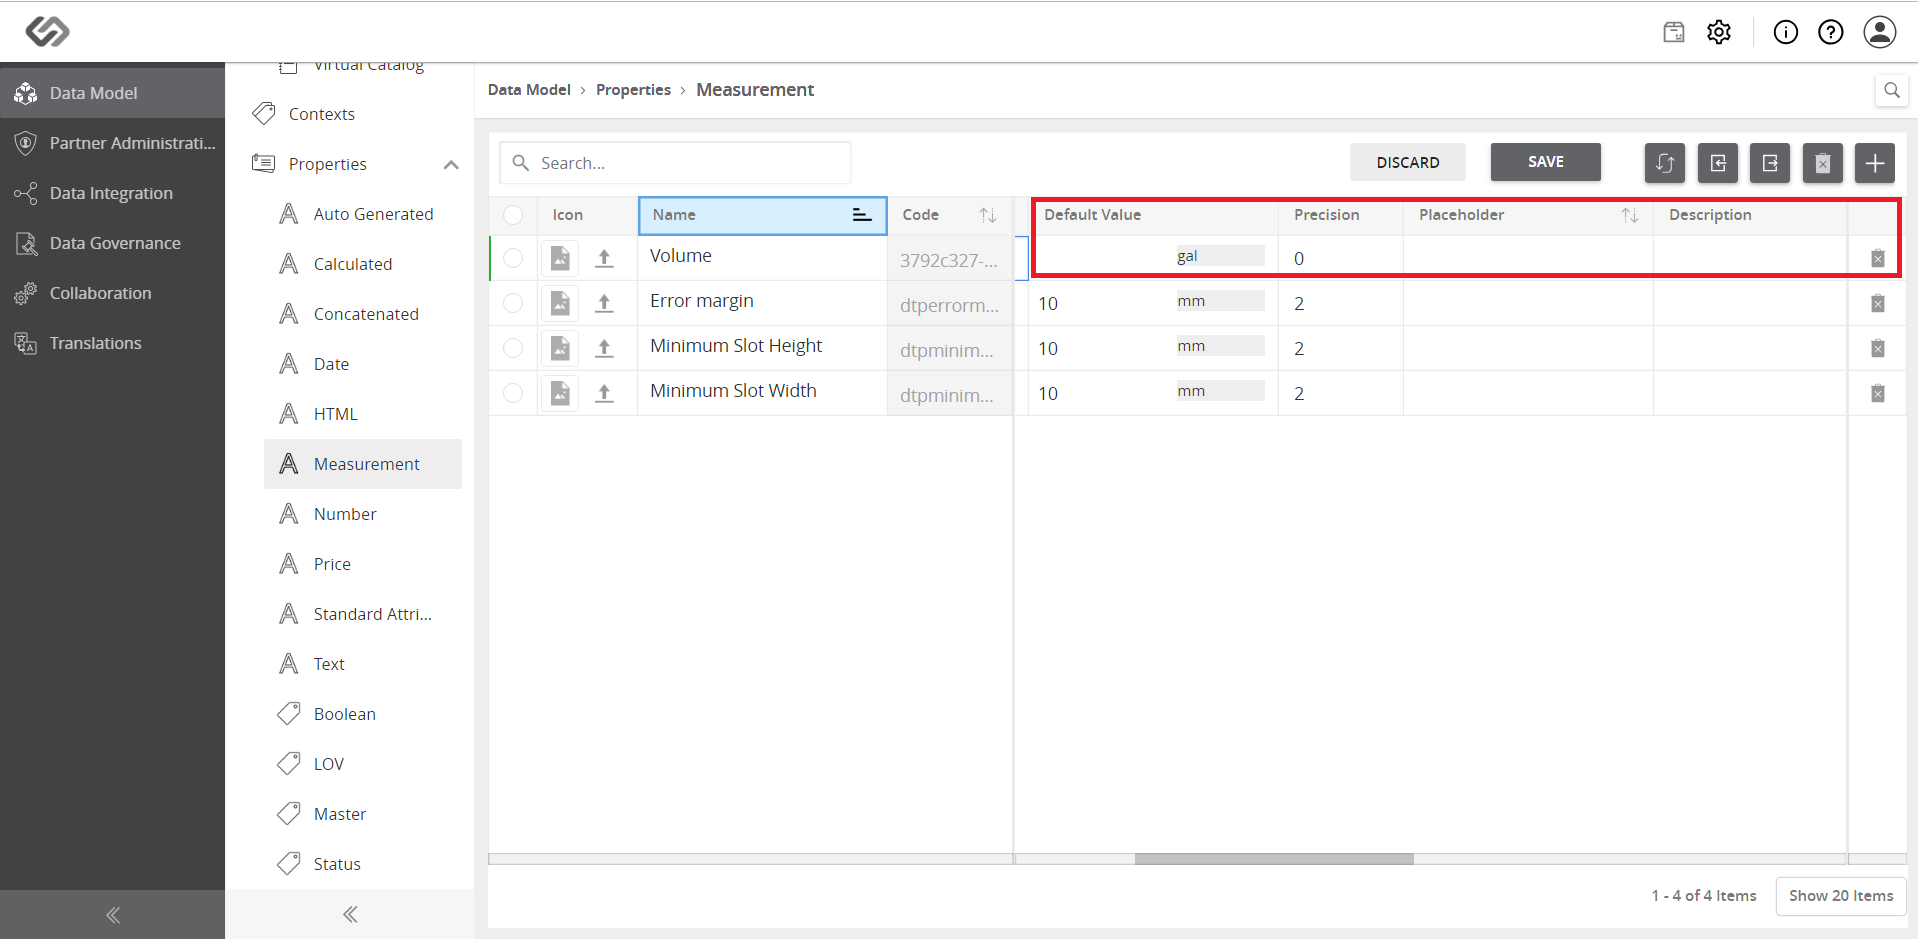 Data Model
Partner Administrati...
Data Integration
Data Governance
Collaboration
Translations
Virtual Catalog
Contexts
Properties
Auto Generated
Calculated
Concatenated
Date
HTML
Measurement
Number
Price
Standard Attri...
Text
Boolean
LOV
Master
Status
Data Model > Properties > Measurement
Search...
DISCARD
SAVE
Icon Name Code Default Value Precision Placeholder Description
Volume 3792c327-... gal 0
Error margin dtperrorm... 10 mm 2
Minimum Slot Height dtpminim... 10 mm 2
Minimum Slot Width dtpminim... 10 mm 2
1 - 4 of 4 Items
Show 20 Items